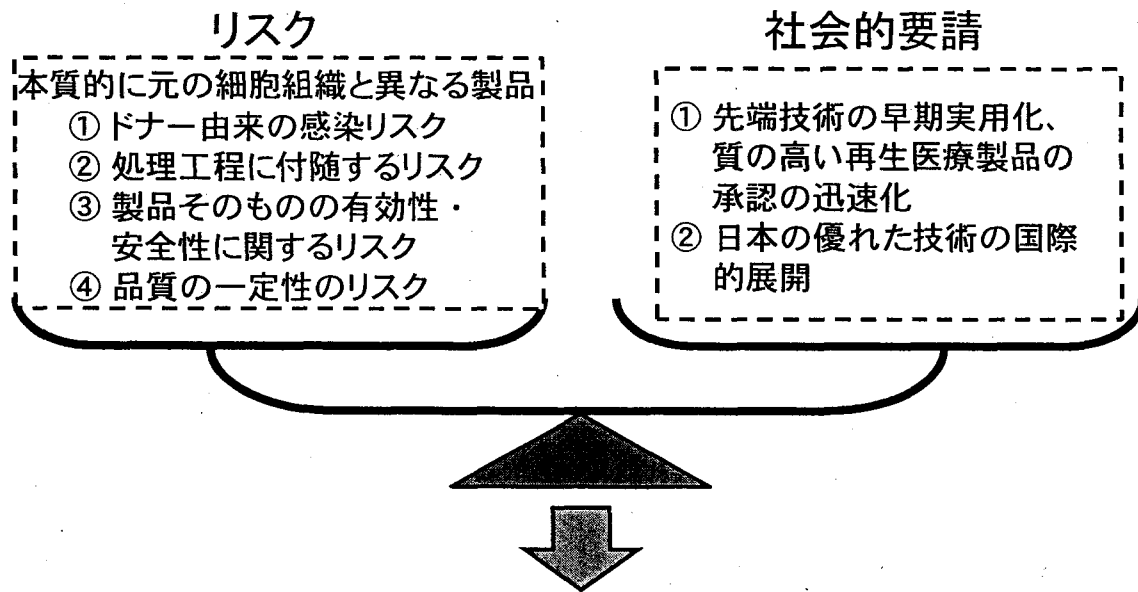 リスク
本質的に元の細胞組織と異なる製品
① ドナー由来の感染リスク
② 処理工程に付随するリスク
③ 製品そのものの有効性・
安全性に関するリスク
④ 品質の一定性のリスク
社会的要請
① 先端技術の早期実用化、
質の高い再生医療製品の
承認の迅速化
② 日本の優れた技術の国際
的展開